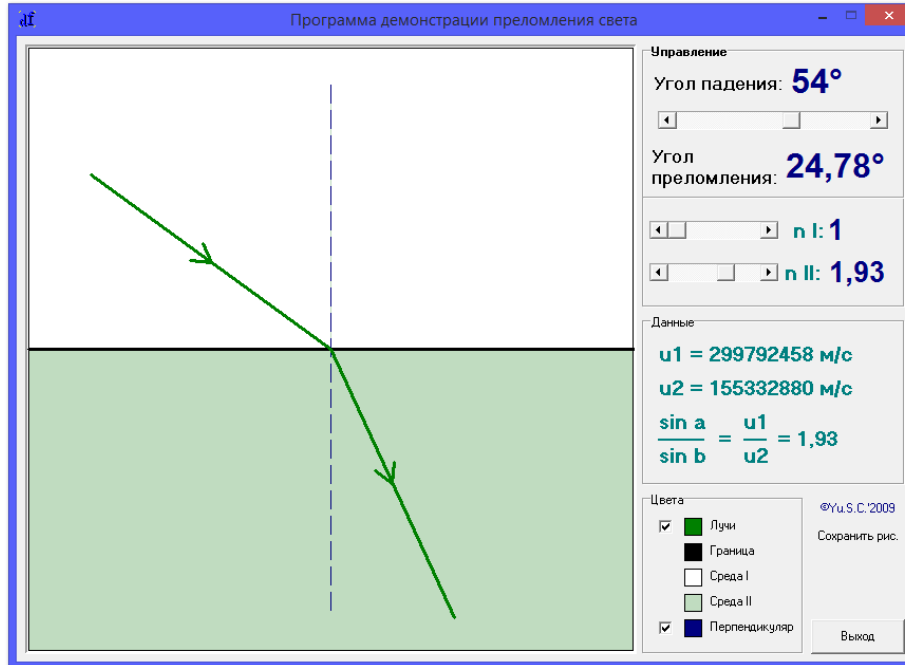 Программа демонстрации преломления света
Управление
Угол падения: 54°
Угол
преломления: 24,78°
n I: 1
n II: 1,93
Данные
u1 = 299792458 м/с
u2 = 155332880 м/с
sin a / sin b = u1 / u2 = 1,93
Цвета
Лучи
Граница
Среда I
Среда II
Перпендикуляр
©Yu.S.C.'2009
Сохранить рис.
Выход